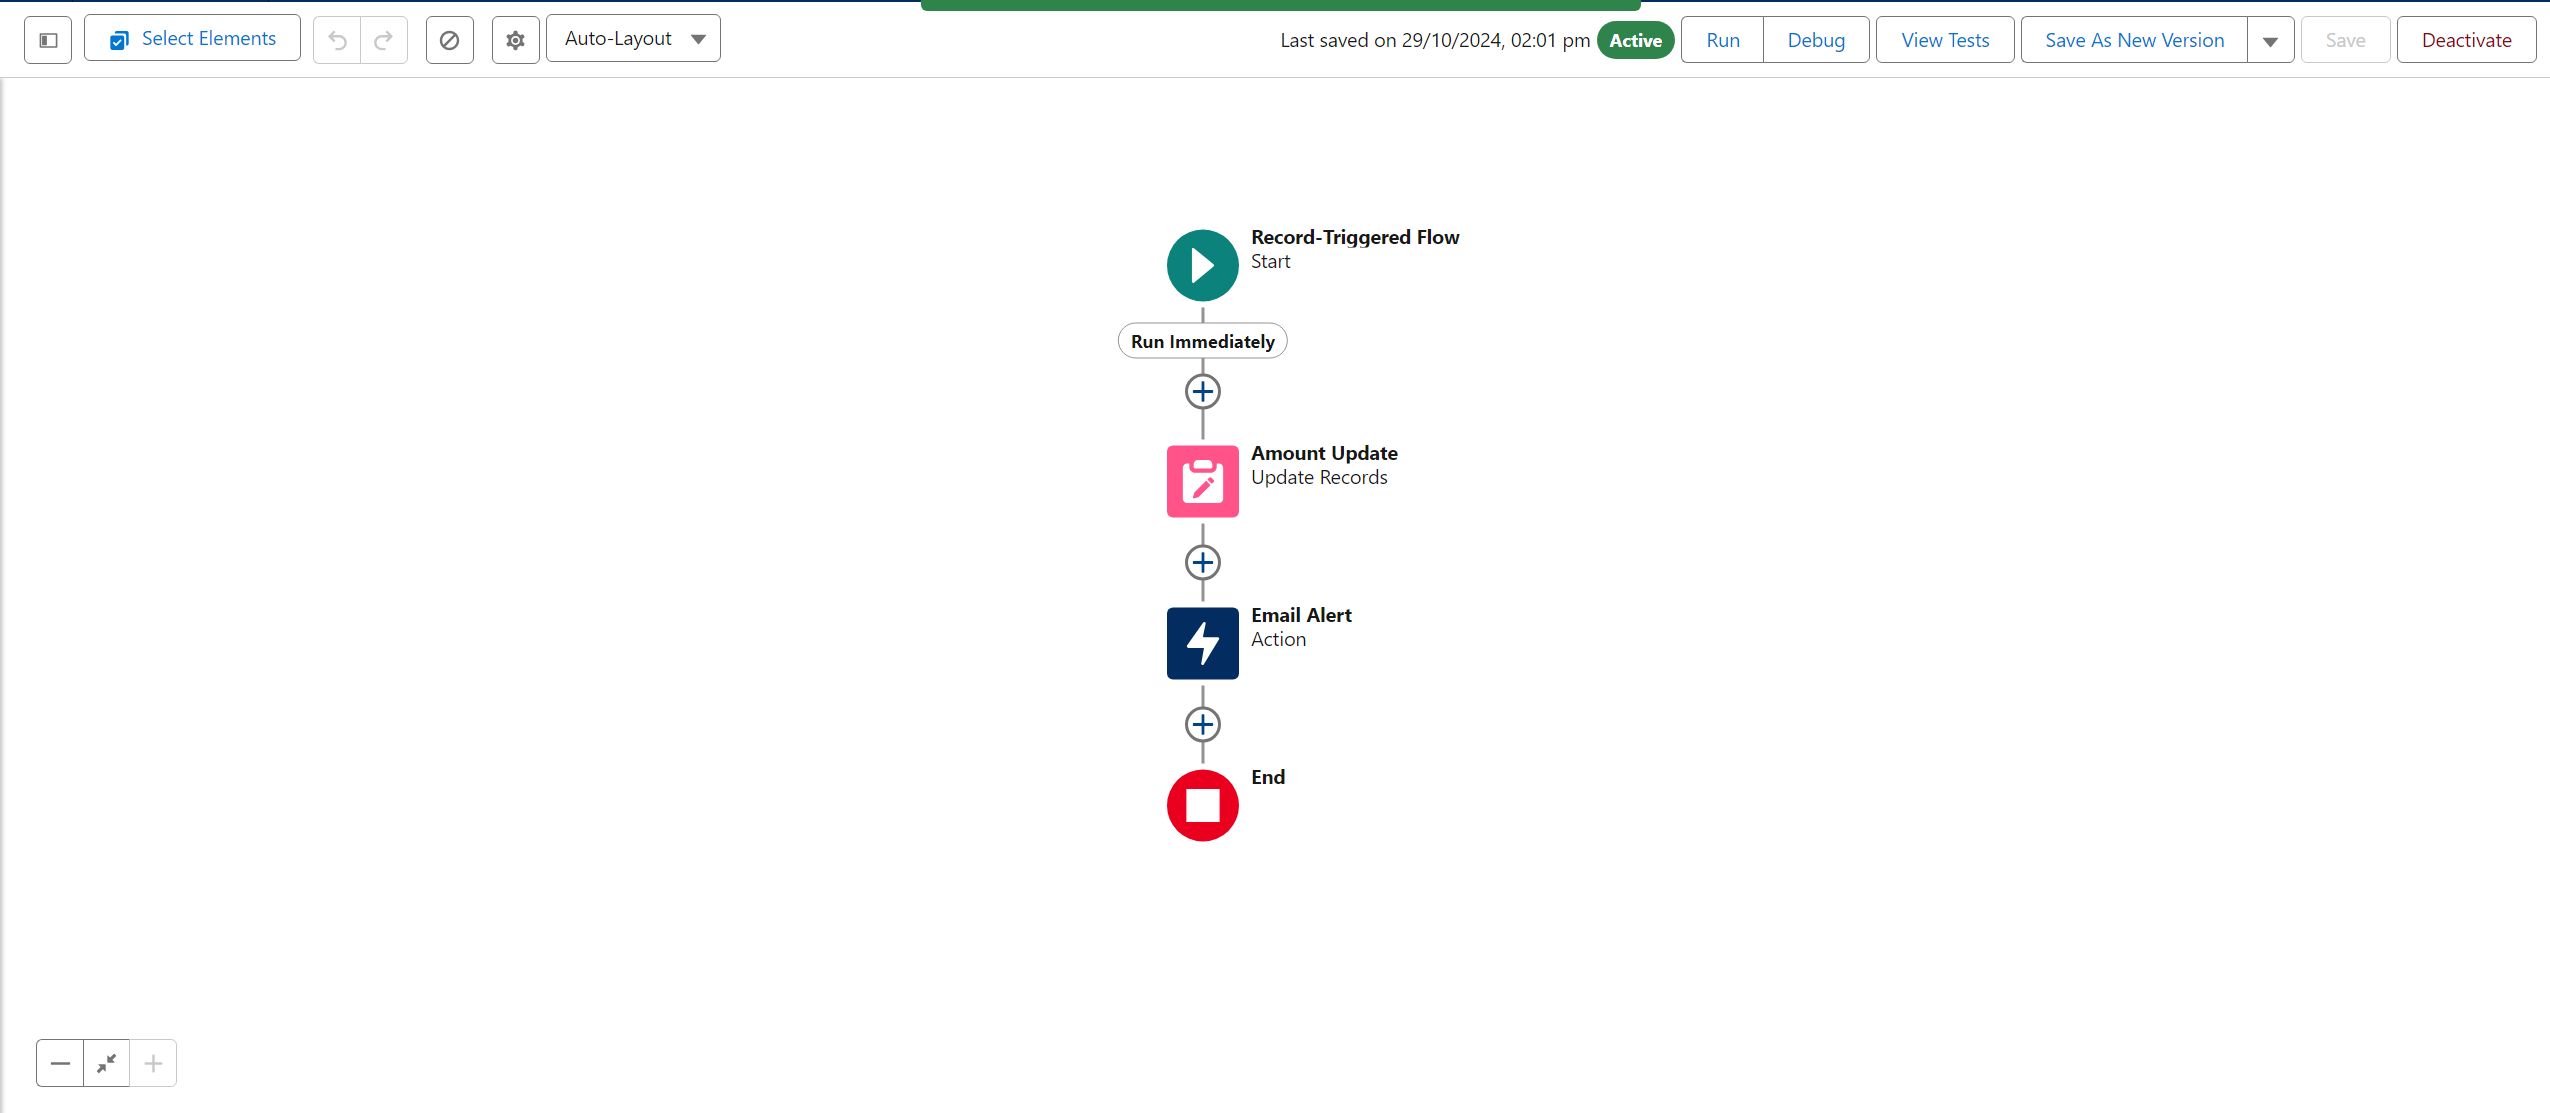 Select Elements
Auto-Layout
Last saved on 29/10/2024, 02:01 pm
Active
Run
Debug
View Tests
Save As New Version
Save
Deactivate
Record-Triggered Flow
Start
Run Immediately
Amount Update
Update Records
Email Alert
Action
End